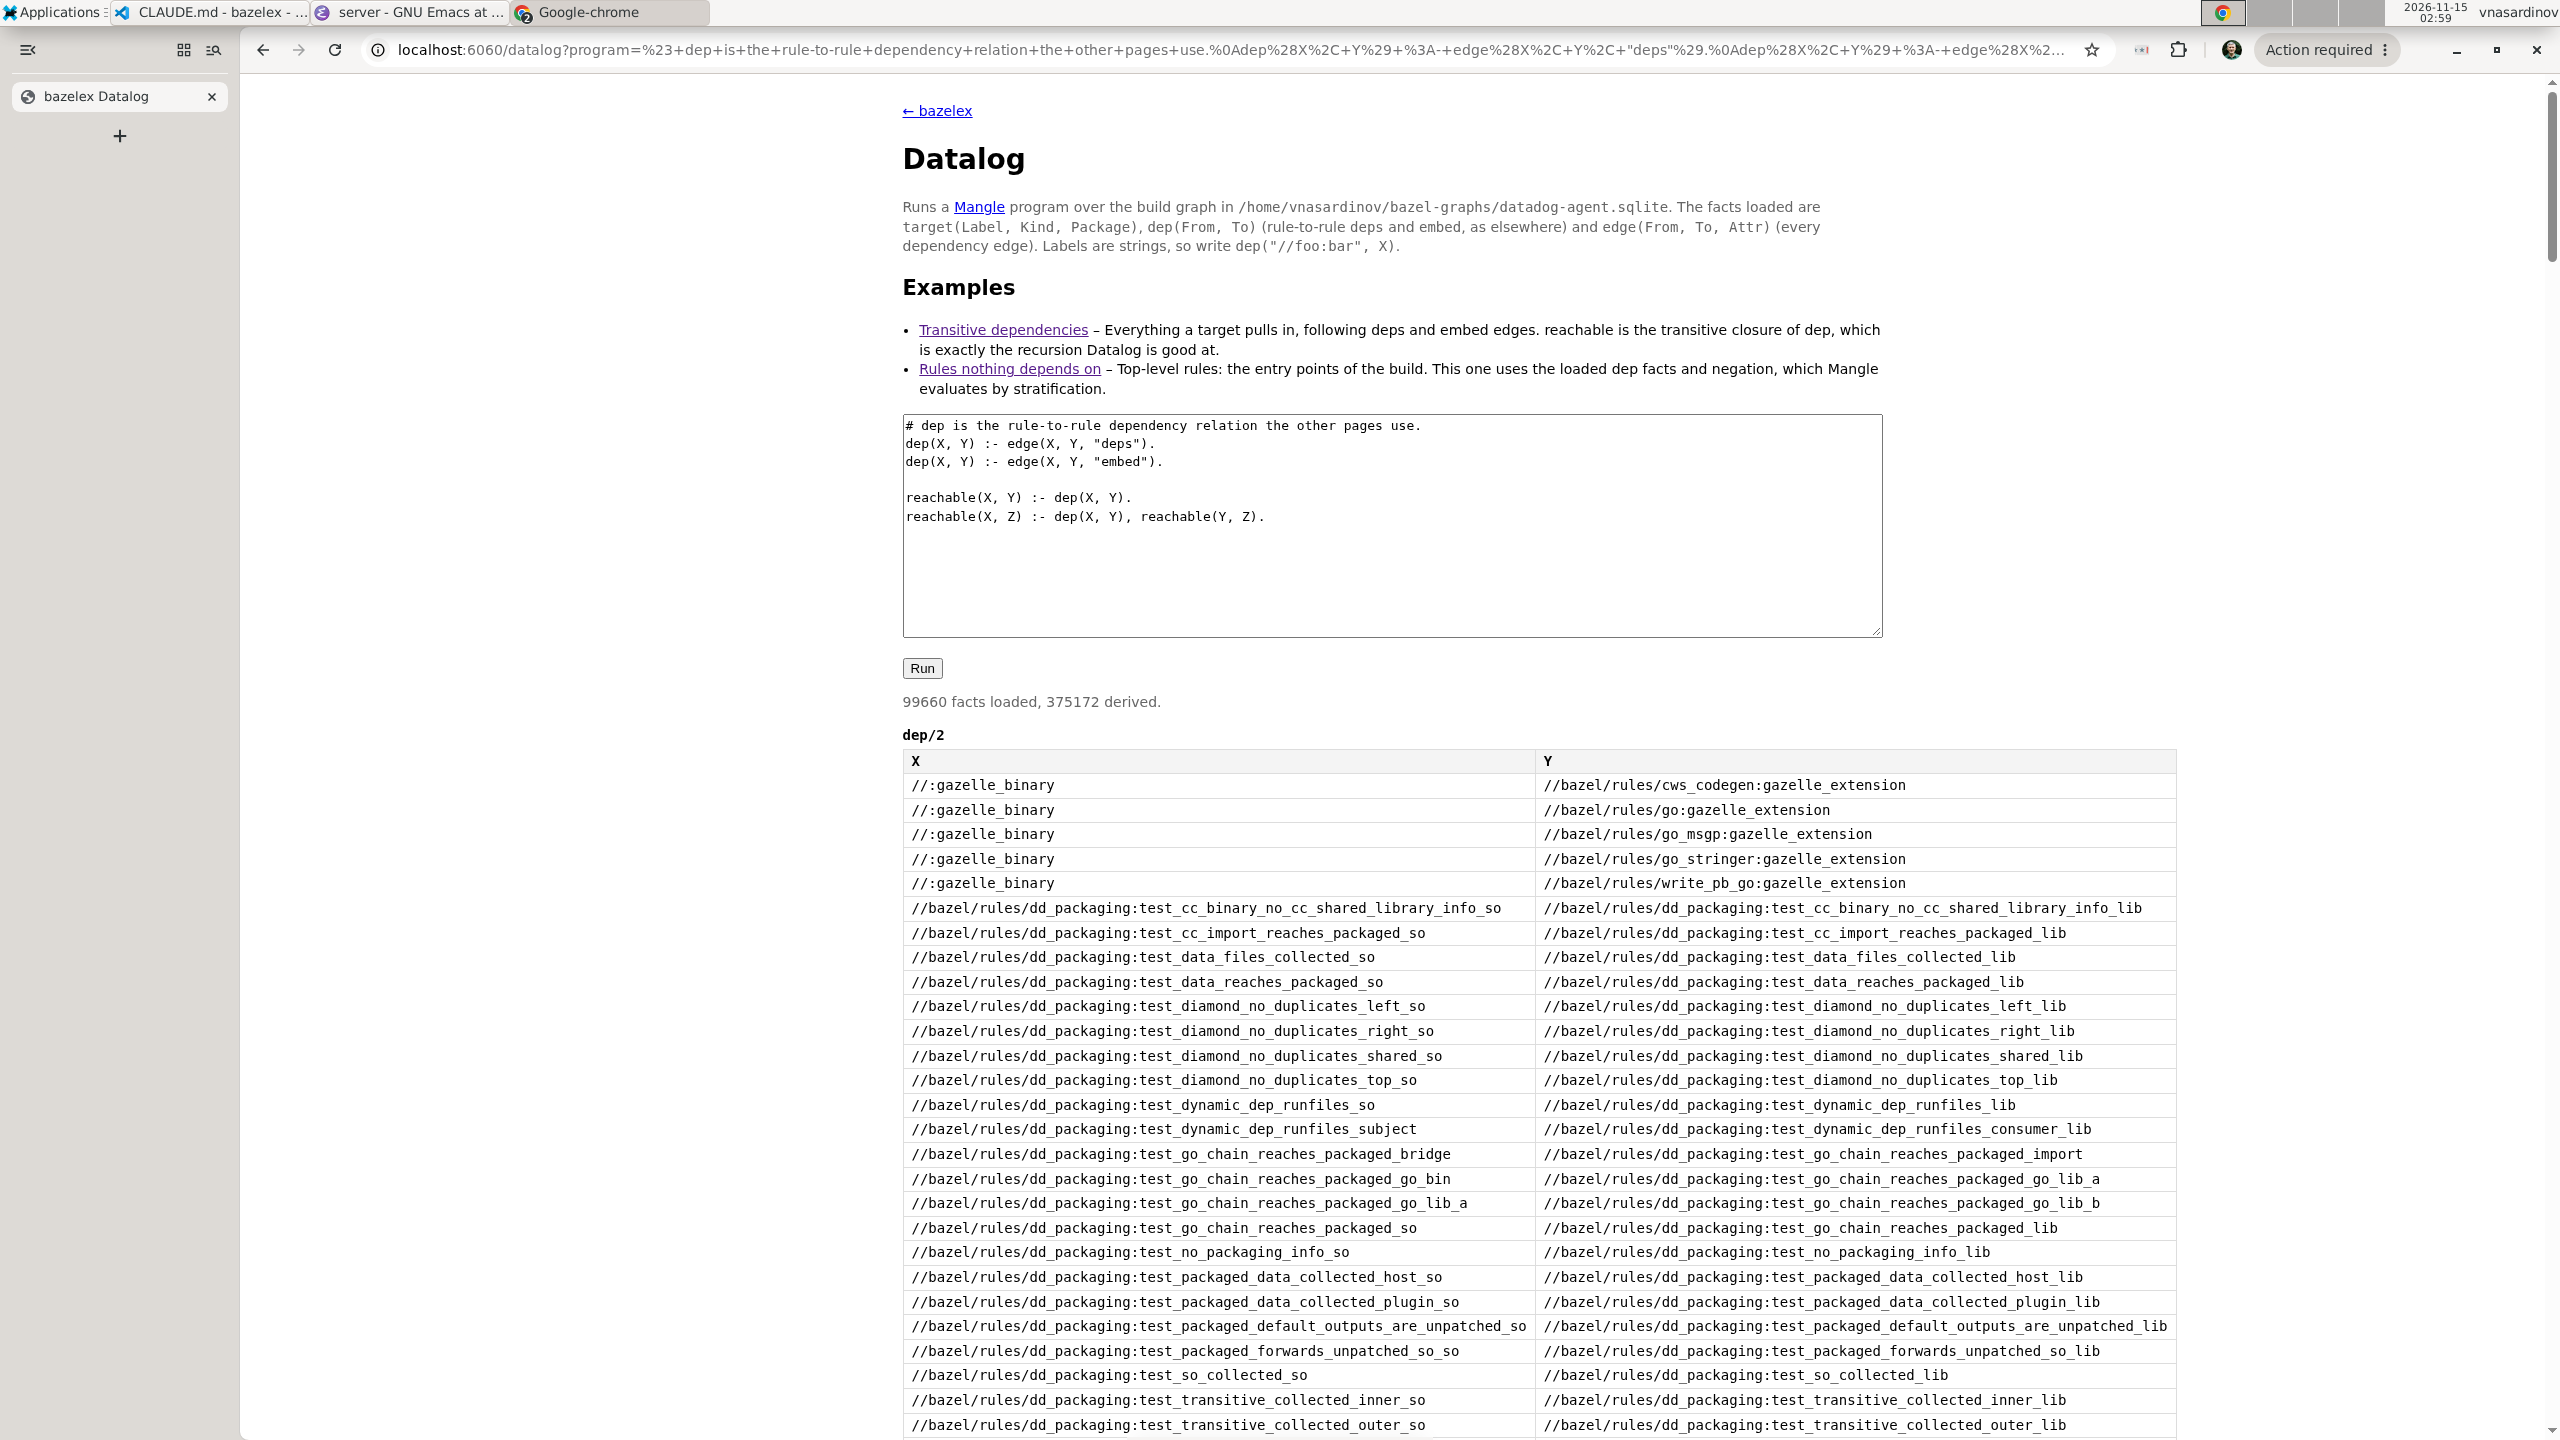 Applications
CLAUDE.md - bazelex - ...
server - GNU Emacs at ...
2
Google-chrome
2026-11-15
02:59
vnasardinov
bazelex Datalog
localhost:6060/datalog?program=%23+dep+is+the+rule-to-rule+dependency+relation+the+other+pages+use.%0Adep%28X%2C+Y%29+%3A-+edge%28X%2C+Y%2C+"deps"%29.%0Adep%28X%2C+Y%29+%3A-+edge%28X%2...
Action required
← bazelex
Datalog
Runs a Mangle program over the build graph in /home/vnasardinov/bazel-graphs/datadog-agent.sqlite. The facts loaded are
target(Label, Kind, Package), dep(From, To) (rule-to-rule deps and embed, as elsewhere) and edge(From, To, Attr) (every
dependency edge). Labels are strings, so write dep("//foo:bar", X).
Examples
• Transitive dependencies – Everything a target pulls in, following deps and embed edges. reachable is the transitive closure of dep, which
is exactly the recursion Datalog is good at.
• Rules nothing depends on – Top-level rules: the entry points of the build. This one uses the loaded dep facts and negation, which Mangle
evaluates by stratification.
# dep is the rule-to-rule dependency relation the other pages use.
dep(X, Y) :- edge(X, Y, "deps").
dep(X, Y) :- edge(X, Y, "embed").
reachable(X, Y) :- dep(X, Y).
reachable(X, Z) :- dep(X, Y), reachable(Y, Z).
Run
99660 facts loaded, 375172 derived.
dep/2
X Y
//:gazelle_binary //bazel/rules/cws_codegen:gazelle_extension
//:gazelle_binary //bazel/rules/go:gazelle_extension
//:gazelle_binary //bazel/rules/go_msgp:gazelle_extension
//:gazelle_binary //bazel/rules/go_stringer:gazelle_extension
//:gazelle_binary //bazel/rules/write_pb_go:gazelle_extension
//bazel/rules/dd_packaging:test_cc_binary_no_cc_shared_library_info_so //bazel/rules/dd_packaging:test_cc_binary_no_cc_shared_library_info_lib
//bazel/rules/dd_packaging:test_cc_import_reaches_packaged_so //bazel/rules/dd_packaging:test_cc_import_reaches_packaged_lib
//bazel/rules/dd_packaging:test_data_files_collected_so //bazel/rules/dd_packaging:test_data_files_collected_lib
//bazel/rules/dd_packaging:test_data_reaches_packaged_so //bazel/rules/dd_packaging:test_data_reaches_packaged_lib
//bazel/rules/dd_packaging:test_diamond_no_duplicates_left_so //bazel/rules/dd_packaging:test_diamond_no_duplicates_left_lib
//bazel/rules/dd_packaging:test_diamond_no_duplicates_right_so //bazel/rules/dd_packaging:test_diamond_no_duplicates_right_lib
//bazel/rules/dd_packaging:test_diamond_no_duplicates_shared_so //bazel/rules/dd_packaging:test_diamond_no_duplicates_shared_lib
//bazel/rules/dd_packaging:test_diamond_no_duplicates_top_so //bazel/rules/dd_packaging:test_diamond_no_duplicates_top_lib
//bazel/rules/dd_packaging:test_dynamic_dep_runfiles_so //bazel/rules/dd_packaging:test_dynamic_dep_runfiles_lib
//bazel/rules/dd_packaging:test_dynamic_dep_runfiles_subject //bazel/rules/dd_packaging:test_dynamic_dep_runfiles_consumer_lib
//bazel/rules/dd_packaging:test_go_chain_reaches_packaged_bridge //bazel/rules/dd_packaging:test_go_chain_reaches_packaged_import
//bazel/rules/dd_packaging:test_go_chain_reaches_packaged_go_bin //bazel/rules/dd_packaging:test_go_chain_reaches_packaged_go_lib_a
//bazel/rules/dd_packaging:test_go_chain_reaches_packaged_go_lib_a //bazel/rules/dd_packaging:test_go_chain_reaches_packaged_go_lib_b
//bazel/rules/dd_packaging:test_go_chain_reaches_packaged_so //bazel/rules/dd_packaging:test_go_chain_reaches_packaged_lib
//bazel/rules/dd_packaging:test_no_packaging_info_so //bazel/rules/dd_packaging:test_no_packaging_info_lib
//bazel/rules/dd_packaging:test_packaged_data_collected_host_so //bazel/rules/dd_packaging:test_packaged_data_collected_host_lib
//bazel/rules/dd_packaging:test_packaged_data_collected_plugin_so //bazel/rules/dd_packaging:test_packaged_data_collected_plugin_lib
//bazel/rules/dd_packaging:test_packaged_default_outputs_are_unpatched_so //bazel/rules/dd_packaging:test_packaged_default_outputs_are_unpatched_lib
//bazel/rules/dd_packaging:test_packaged_forwards_unpatched_so_so //bazel/rules/dd_packaging:test_packaged_forwards_unpatched_so_lib
//bazel/rules/dd_packaging:test_so_collected_so //bazel/rules/dd_packaging:test_so_collected_lib
//bazel/rules/dd_packaging:test_transitive_collected_inner_so //bazel/rules/dd_packaging:test_transitive_collected_inner_lib
//bazel/rules/dd_packaging:test_transitive_collected_outer_so //bazel/rules/dd_packaging:test_transitive_collected_outer_lib